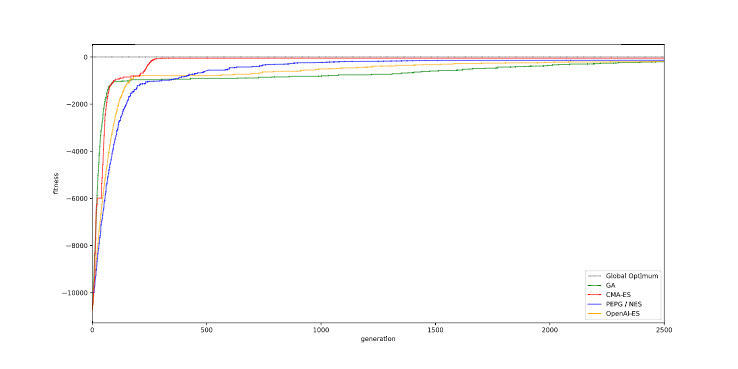 0
−2000
−4000
−6000
−8000
−10000
fitness
0
500
1000
1500
2000
2500
generation
Global Optimum
GA
CMA-ES
PEPG / NES
OpenAI-ES